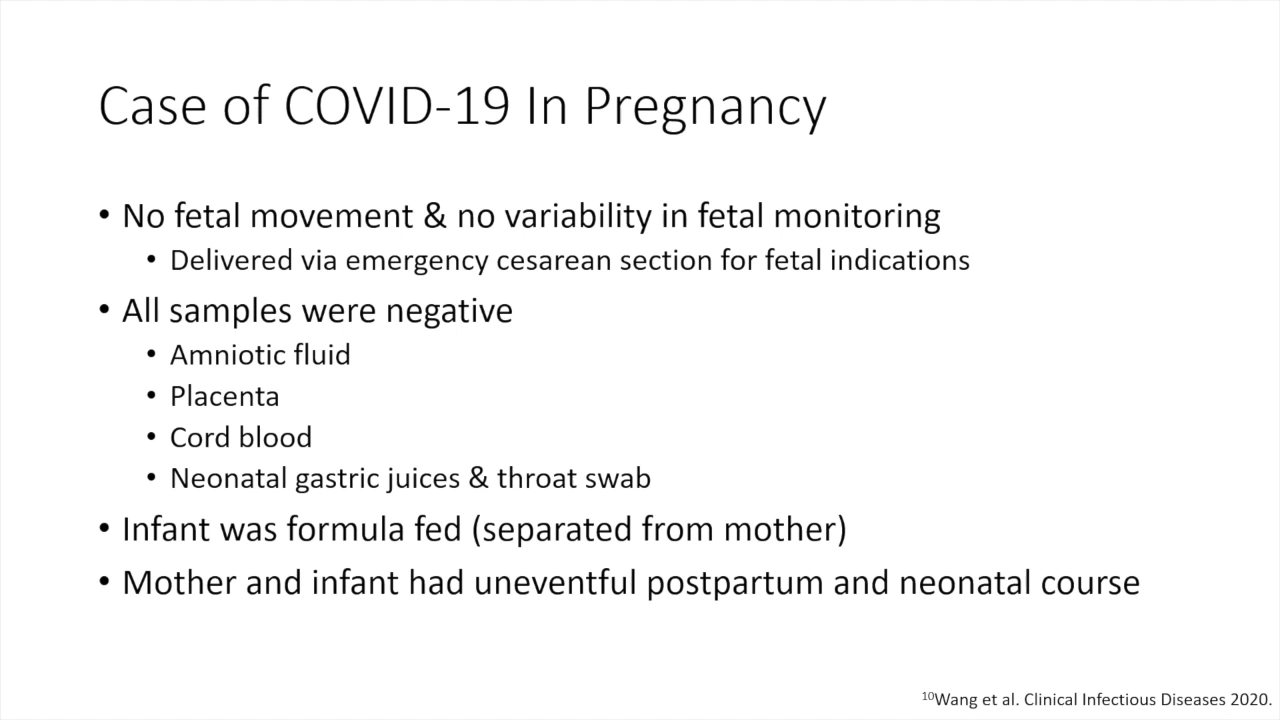 Case of COVID-19 In Pregnancy
• No fetal movement & no variability in fetal monitoring
• Delivered via emergency cesarean section for fetal indications
• All samples were negative
• Amniotic fluid
• Placenta
• Cord blood
• Neonatal gastric juices & throat swab
• Infant was formula fed (separated from mother)
• Mother and infant had uneventful postpartum and neonatal course
¹⁰Wang et al. Clinical Infectious Diseases 2020.